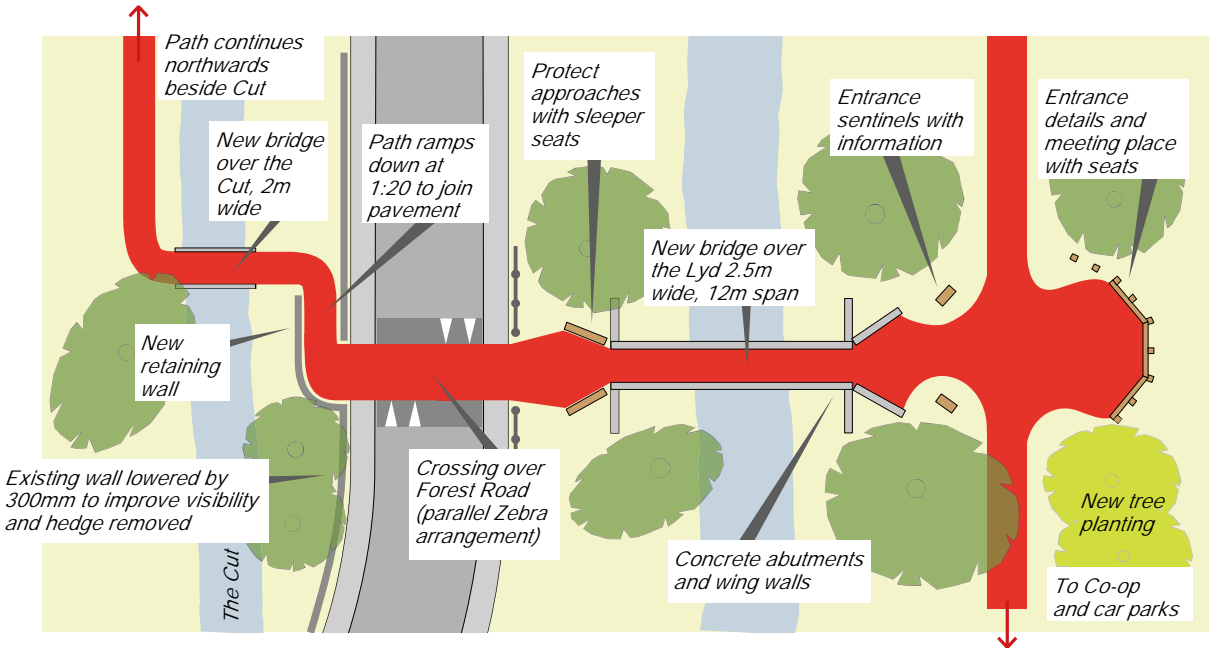 Path continues
northwards
beside Cut
New bridge
over the
Cut, 2m
wide
Path ramps
down at
1:20 to join
pavement
Protect
approaches
with sleeper
seats
Entrance
sentinels with
information
Entrance
details and
meeting place
with seats
New bridge over
the Lyd 2.5m
wide, 12m span
New
retaining
wall
Existing wall lowered by
300mm to improve visibility
and hedge removed
The Cut
Crossing over
Forest Road
(parallel Zebra
arrangement)
Concrete abutments
and wing walls
New tree
planting
To Co-op
and car parks